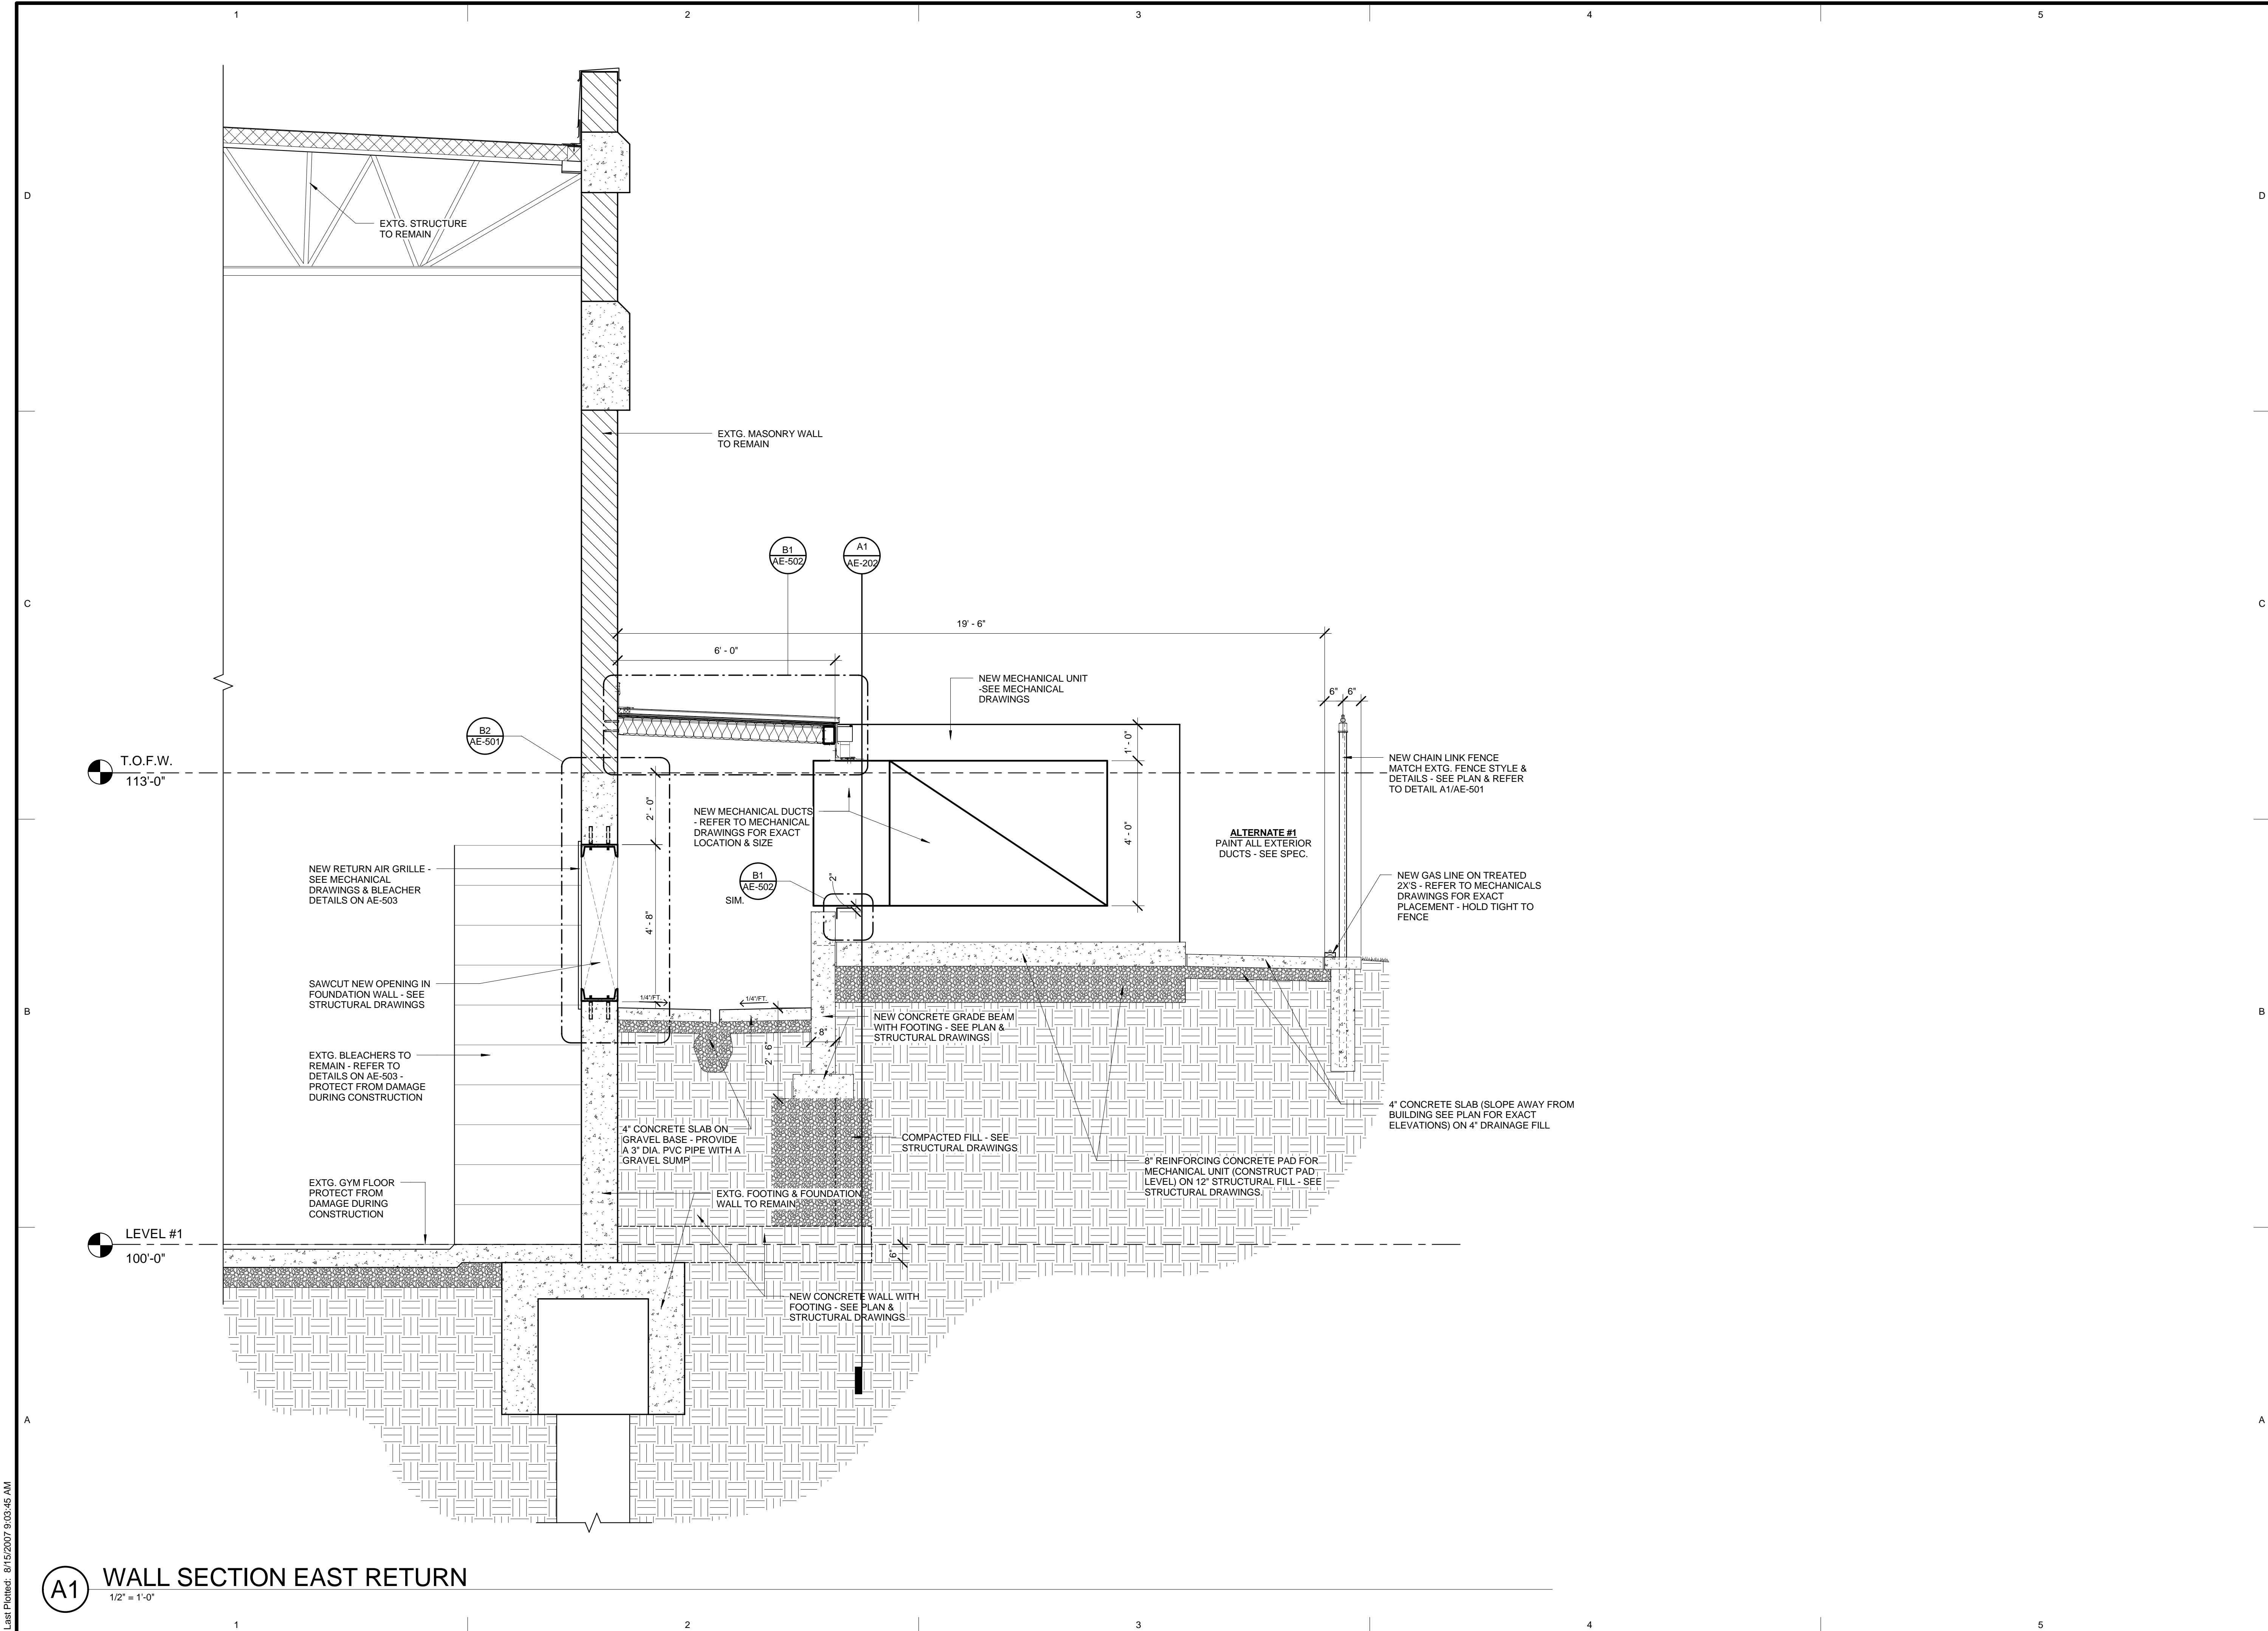 1
2
3
4
5
D
D
EXTG. STRUCTURE
TO REMAIN
EXTG. MASONRY WALL
TO REMAIN
B1
AE-502
A1
AE-202
C
C
19' - 6"
6' - 0"
6"
6"
NEW MECHANICAL UNIT
-SEE MECHANICAL
DRAWINGS
B2
AE-501
1' - 0"
T.O.F.W.
113'-0"
NEW CHAIN LINK FENCE
MATCH EXTG. FENCE STYLE &
DETAILS - SEE PLAN & REFER
TO DETAIL A1/AE-501
2' - 0"
NEW MECHANICAL DUCTS
- REFER TO MECHANICAL
DRAWINGS FOR EXACT
LOCATION & SIZE
4' - 0"
ALTERNATE #1
PAINT ALL EXTERIOR
DUCTS - SEE SPEC.
NEW RETURN AIR GRILLE -
SEE MECHANICAL
DRAWINGS & BLEACHER
DETAILS ON AE-503
B1
AE-502
SIM.
2"
NEW GAS LINE ON TREATED
2X'S - REFER TO MECHANICALS
DRAWINGS FOR EXACT
PLACEMENT - HOLD TIGHT TO
FENCE
4' - 8"
SAWCUT NEW OPENING IN
FOUNDATION WALL - SEE
STRUCTURAL DRAWINGS
1/4"/FT.
1/4"/FT.
B
B
NEW CONCRETE GRADE BEAM
WITH FOOTING - SEE PLAN &
STRUCTURAL DRAWINGS
8"
2' - 6"
EXTG. BLEACHERS TO
REMAIN - REFER TO
DETAILS ON AE-503 -
PROTECT FROM DAMAGE
DURING CONSTRUCTION
4" CONCRETE SLAB (SLOPE AWAY FROM
BUILDING SEE PLAN FOR EXACT
ELEVATIONS) ON 4" DRAINAGE FILL
4" CONCRETE SLAB ON
GRAVEL BASE - PROVIDE
A 3" DIA. PVC PIPE WITH A
GRAVEL SUMP
COMPACTED FILL - SEE
STRUCTURAL DRAWINGS
8" REINFORCING CONCRETE PAD FOR
MECHANICAL UNIT (CONSTRUCT PAD
LEVEL) ON 12" STRUCTURAL FILL - SEE
STRUCTURAL DRAWINGS.
EXTG. GYM FLOOR
PROTECT FROM
DAMAGE DURING
CONSTRUCTION
EXTG. FOOTING & FOUNDATION
WALL TO REMAIN
LEVEL #1
100'-0"
6"
NEW CONCRETE WALL WITH
FOOTING - SEE PLAN &
STRUCTURAL DRAWINGS
A
A
Last Plotted: 8/15/2007 9:03:45 AM
A1
WALL SECTION EAST RETURN
1/2" = 1'-0"
1
2
3
4
5